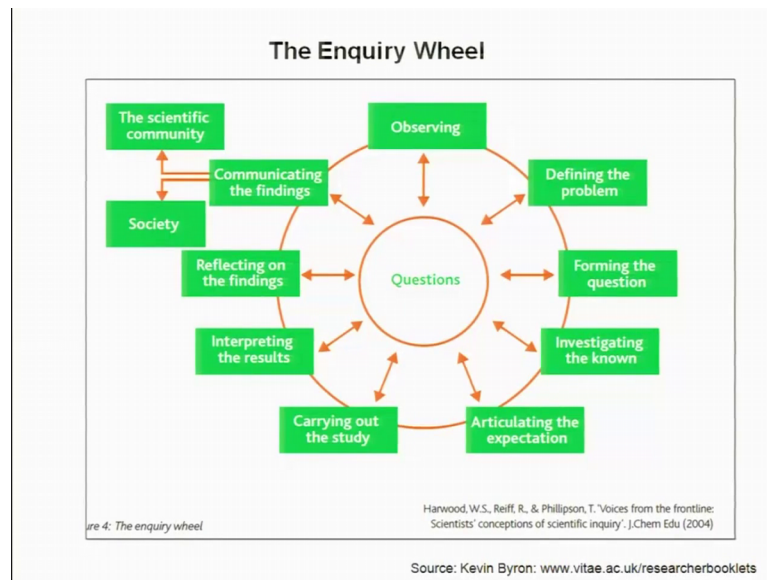 The Enquiry Wheel
Observing
Defining the
problem
Forming the
question
Investigating
the known
Articulating the
expectation
Carrying out
the study
Interpreting
the results
Reflecting on
the findings
Communicating
the findings
The scientific
community
Society
Questions
Harwood, W.S., Reiff, R., & Phillipson, T. 'Voices from the frontline:
Scientists' conceptions of scientific inquiry'. J.Chem Edu (2004)
ure 4: The enquiry wheel
Source: Kevin Byron: www.vitae.ac.uk/researcherbooklets